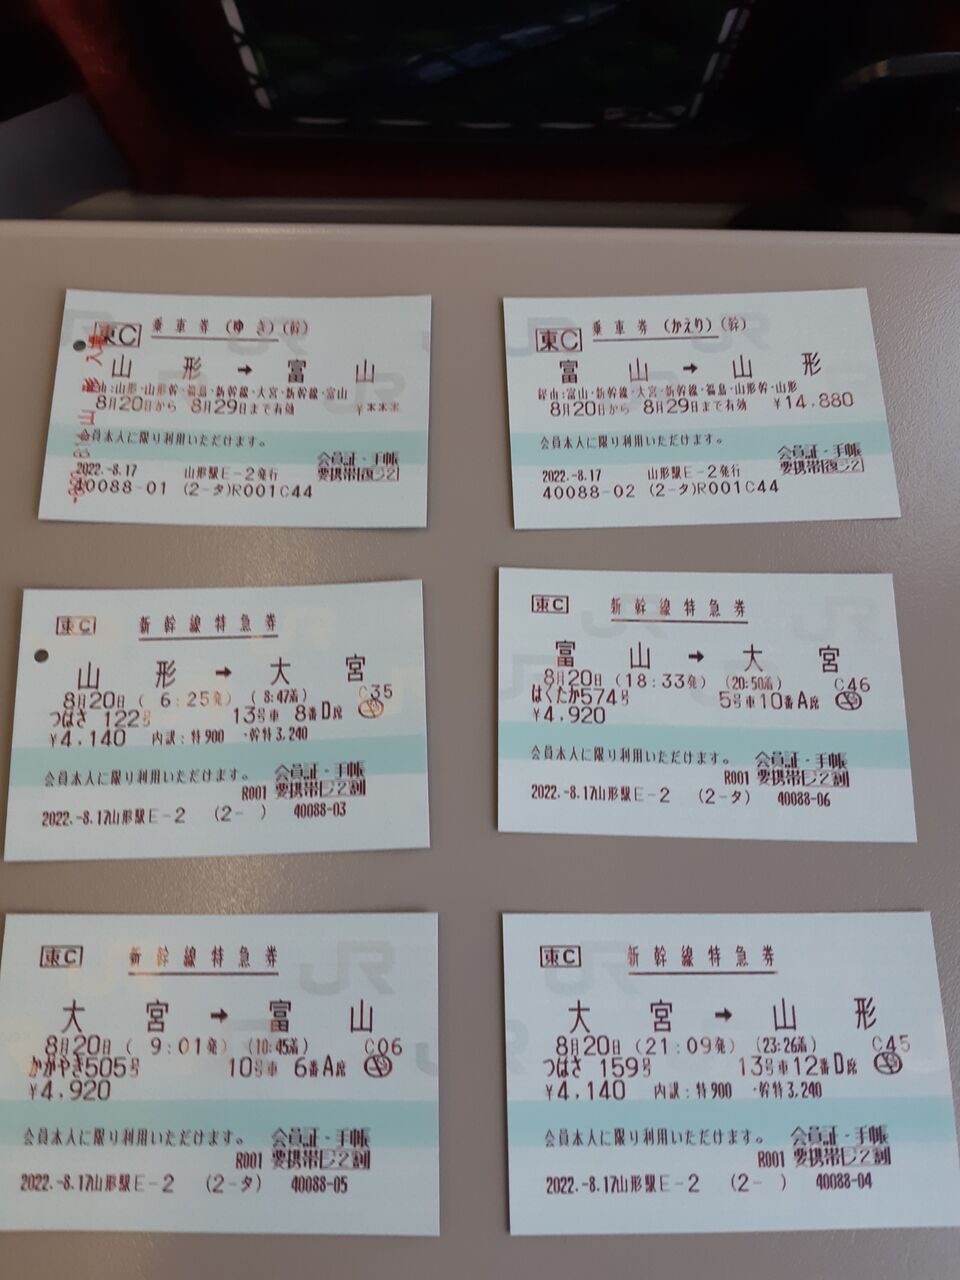 東C 乗車券 (ゆき) (幹)
山形 → 富山
経由:山形・山形幹・福島・新幹線・大宮・新幹線・富山
8月20日から 8月29日まで有効 ¥***
会員本人に限り利用いただけます。
会員証・手帳
要携帯 復ジ2
2022.-8.17 山形駅E-2発行
40088-01 (2-タ)R001C44
山形
東C 乗車券 (かえり) (幹)
富山 → 山形
経由:富山・新幹線・大宮・新幹線・福島・山形幹・山形
8月20日から 8月29日まで有効 ¥14,880
会員本人に限り利用いただけます。
会員証・手帳
要携帯 復ジ2
2022.-8.17 山形駅E-2発行
40088-02 (2-タ)R001C44
東C 新幹線特急券
山形 → 大宮
8月20日 ( 6:25発) (8:47着) C35
つばさ 122号 13号車 8番D席
¥4,140 内訳:特900 ・幹特3,240
会員本人に限り利用いただけます。
会員証・手帳
R001 要携帯 ジ2割
2022.-8.17山形駅E-2 (2- ) 40088-03
東C 新幹線特急券
富山 → 大宮
8月20日 (18:33発) (20:50着) C46
はくたか574号 5号車10番A席
¥4,920
会員本人に限り利用いただけます。
会員証・手帳
R001 要携帯 ジ2割
2022.-8.17山形駅E-2 (2-タ) 40088-06
東C 新幹線特急券
大宮 → 富山
8月20日 ( 9:01発) (10:45着) C06
かがやき505号 10号車 6番A席
¥4,920
会員本人に限り利用いただけます。
会員証・手帳
R001 要携帯 ジ2割
2022.-8.17山形駅E-2 (2-タ) 40088-05
東C 新幹線特急券
大宮 → 山形
8月20日 (21:09発) (23:26着) C45
つばさ 159号 13号車12番D席
¥4,140 内訳:特900 ・幹特3,240
会員本人に限り利用いただけます。
会員証・手帳
R001 要携帯 ジ2割
2022.-8.17山形駅E-2 (2- ) 40088-04